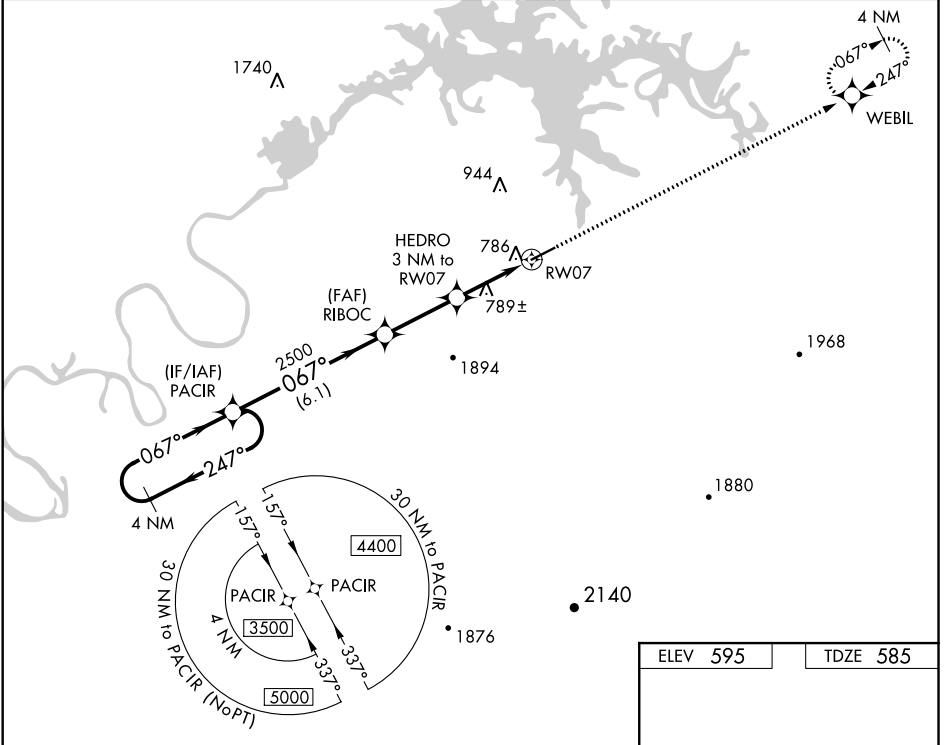 4 NM
067°
247°
WEBIL
1740
944
HEDRO
3 NM to
RW07
786
RW07
789±
(FAF)
RIBOC
1968
1894
2500
067°
(6.1)
(IF/IAF)
PACIR
067°
247°
4 NM
1880
157°
157°
30 NM to PACIR
4400
PACIR
PACIR
3500
4 NM
337°
337°
30 NM to PACIR (NoPT)
5000
2140
1876
ELEV 595
TDZE 585